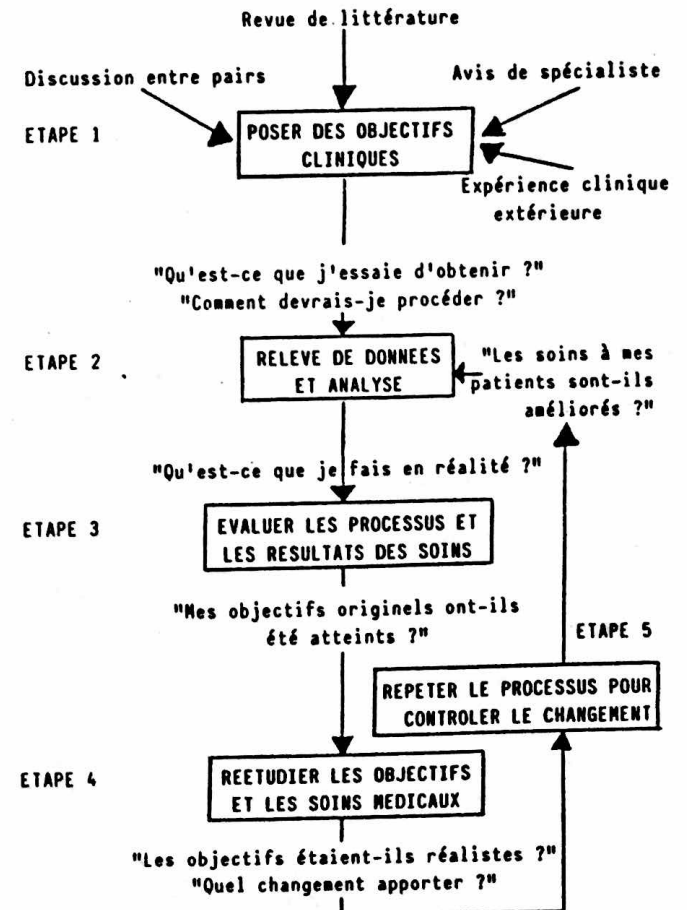 Revue de littérature
Discussion entre pairs
Avis de spécialiste
ETAPE 1
POSER DES OBJECTIFS
CLINIQUES
Expérience clinique
extérieure
"Qu'est-ce que j'essaie d'obtenir ?"
"Comment devrais-je procéder ?"
ETAPE 2
RELEVE DE DONNEES
ET ANALYSE
"Les soins à mes
patients sont-ils
améliorés ?"
"Qu'est-ce que je fais en réalité ?"
ETAPE 3
EVALUER LES PROCESSUS ET
LES RESULTATS DES SOINS
"Mes objectifs originels ont-ils
été atteints ?"
ETAPE 5
REPETER LE PROCESSUS POUR
CONTROLER LE CHANGEMENT
ETAPE 4
REETUDIER LES OBJECTIFS
ET LES SOINS MEDICAUX
"Les objectifs étaient-ils réalistes ?"
"Quel changement apporter ?"